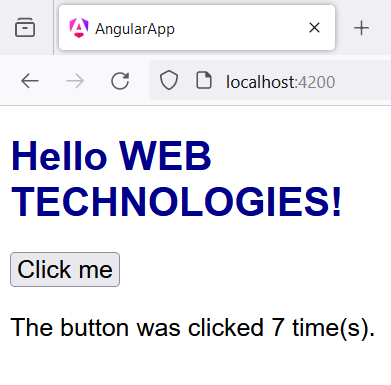 AngularApp
localhost:4200
Hello WEB
TECHNOLOGIES!
Click me
The button was clicked 7 time(s).